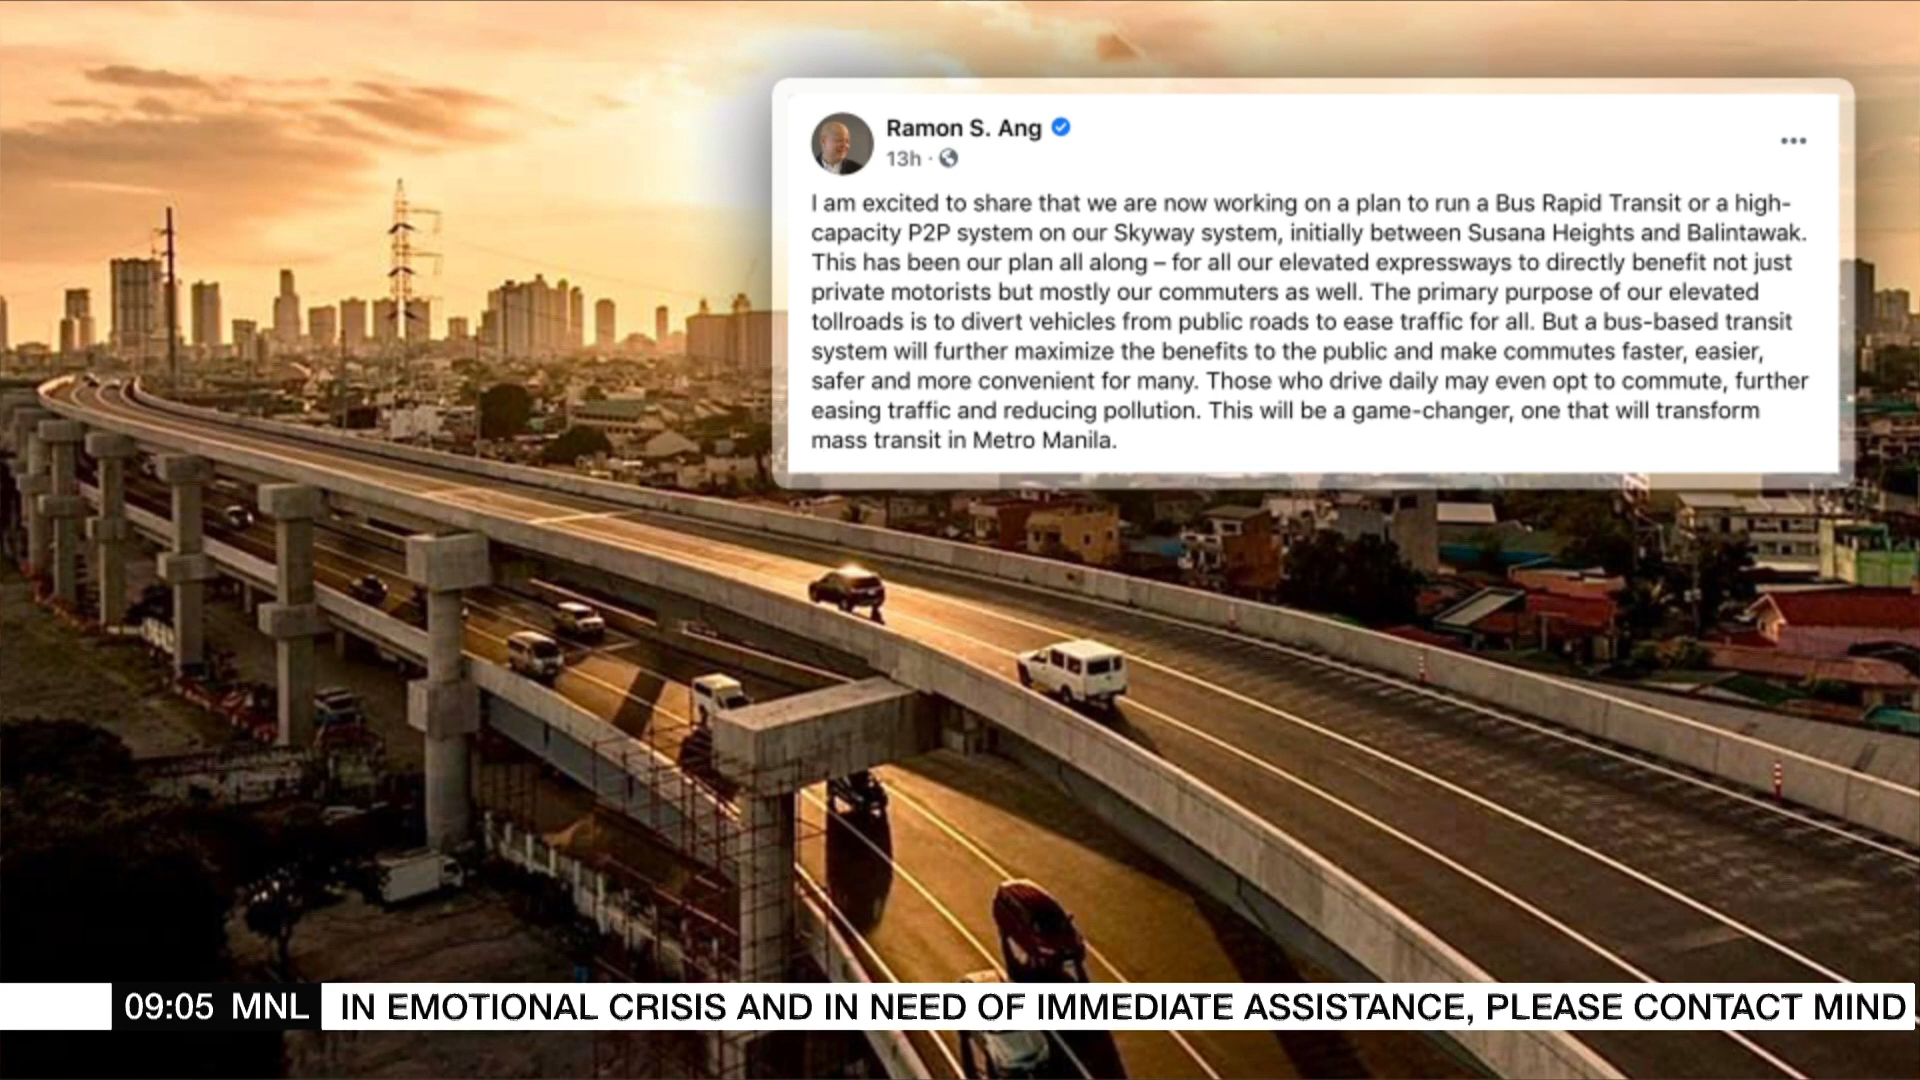 Ramon S. Ang
13h ·
I am excited to share that we are now working on a plan to run a Bus Rapid Transit or a high-
capacity P2P system on our Skyway system, initially between Susana Heights and Balintawak.
This has been our plan all along – for all our elevated expressways to directly benefit not just
private motorists but mostly our commuters as well. The primary purpose of our elevated
tollroads is to divert vehicles from public roads to ease traffic for all. But a bus-based transit
system will further maximize the benefits to the public and make commutes faster, easier,
safer and more convenient for many. Those who drive daily may even opt to commute, further
easing traffic and reducing pollution. This will be a game-changer, one that will transform
mass transit in Metro Manila.
09:05 MNL IN EMOTIONAL CRISIS AND IN NEED OF IMMEDIATE ASSISTANCE, PLEASE CONTACT MIND